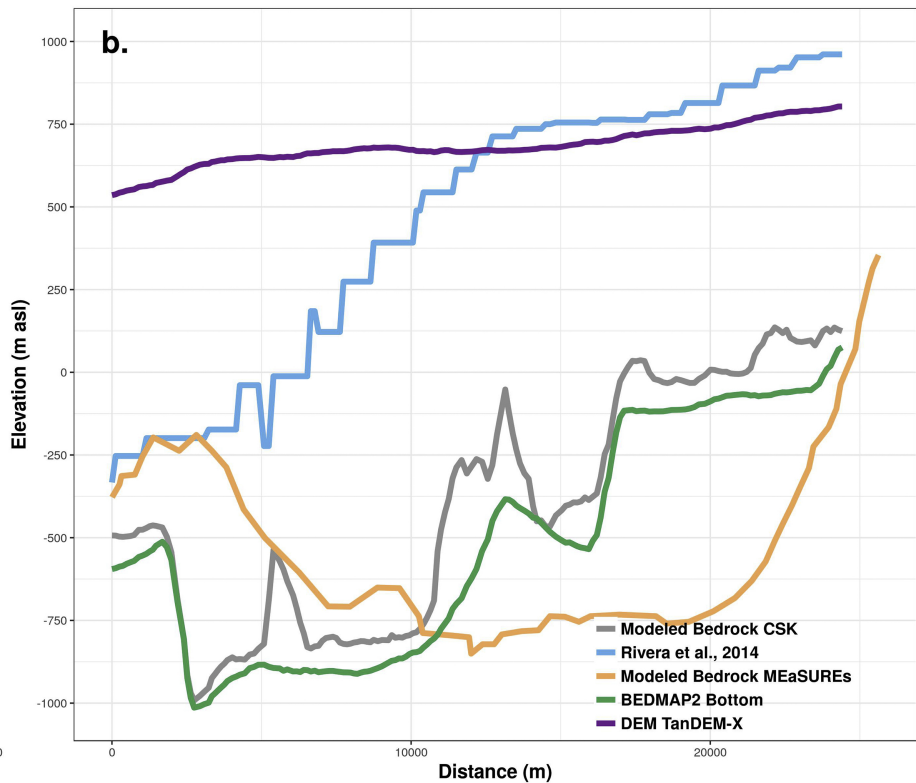 b.
1000
750
500
250
0
-250
-500
-750
-1000
Elevation (m asl)
Modeled Bedrock CSK
Rivera et al., 2014
Modeled Bedrock MEaSUREs
BEDMAP2 Bottom
DEM TanDEM-X
0
0
10000
20000
Distance (m)